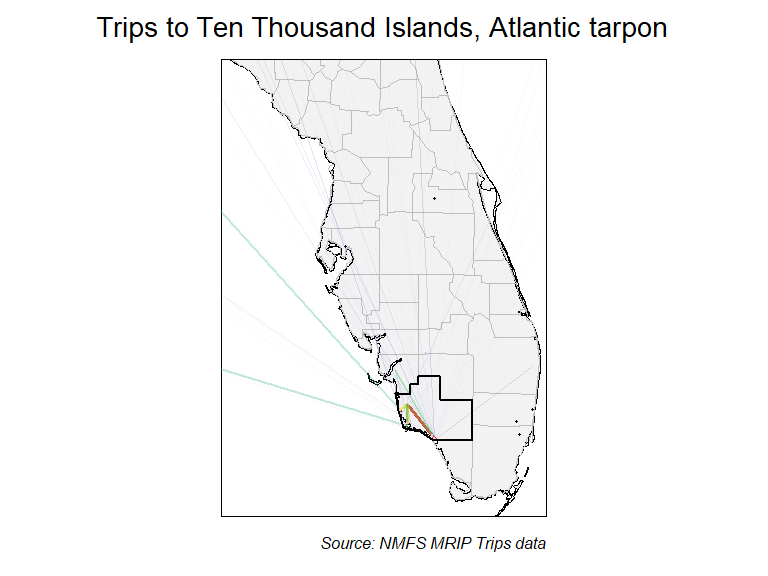 Trips to Ten Thousand Islands, Atlantic tarpon
Source: NMFS MRIP Trips data